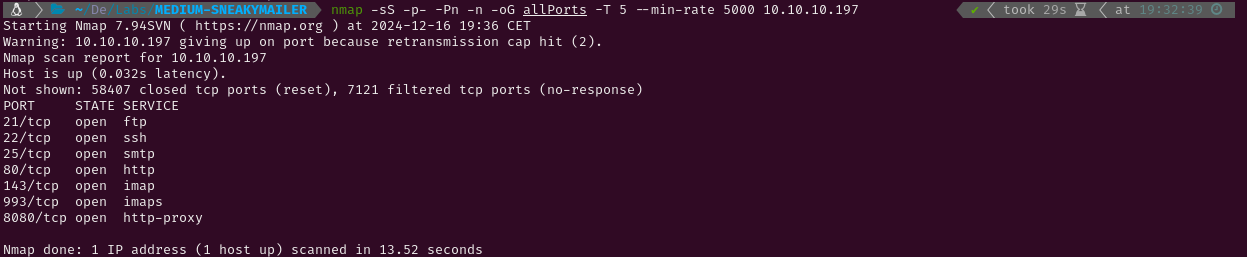 ~/De/labs/MEDIUM-SNEAKYMAILER nmap -sS -p- -Pn -n -oG allPorts -T 5 --min-rate 5000 10.10.10.197 ✔ took 29s at 19:32:39
Starting Nmap 7.94SVN ( https://nmap.org ) at 2024-12-16 19:36 CET
Warning: 10.10.10.197 giving up on port because retransmission cap hit (2).
Nmap scan report for 10.10.10.197
Host is up (0.032s latency).
Not shown: 58407 closed tcp ports (reset), 7121 filtered tcp ports (no-response)
PORT     STATE SERVICE
21/tcp   open  ftp
22/tcp   open  ssh
25/tcp   open  smtp
80/tcp   open  http
143/tcp  open  imap
993/tcp  open  imaps
8080/tcp open  http-proxy
Nmap done: 1 IP address (1 host up) scanned in 13.52 seconds